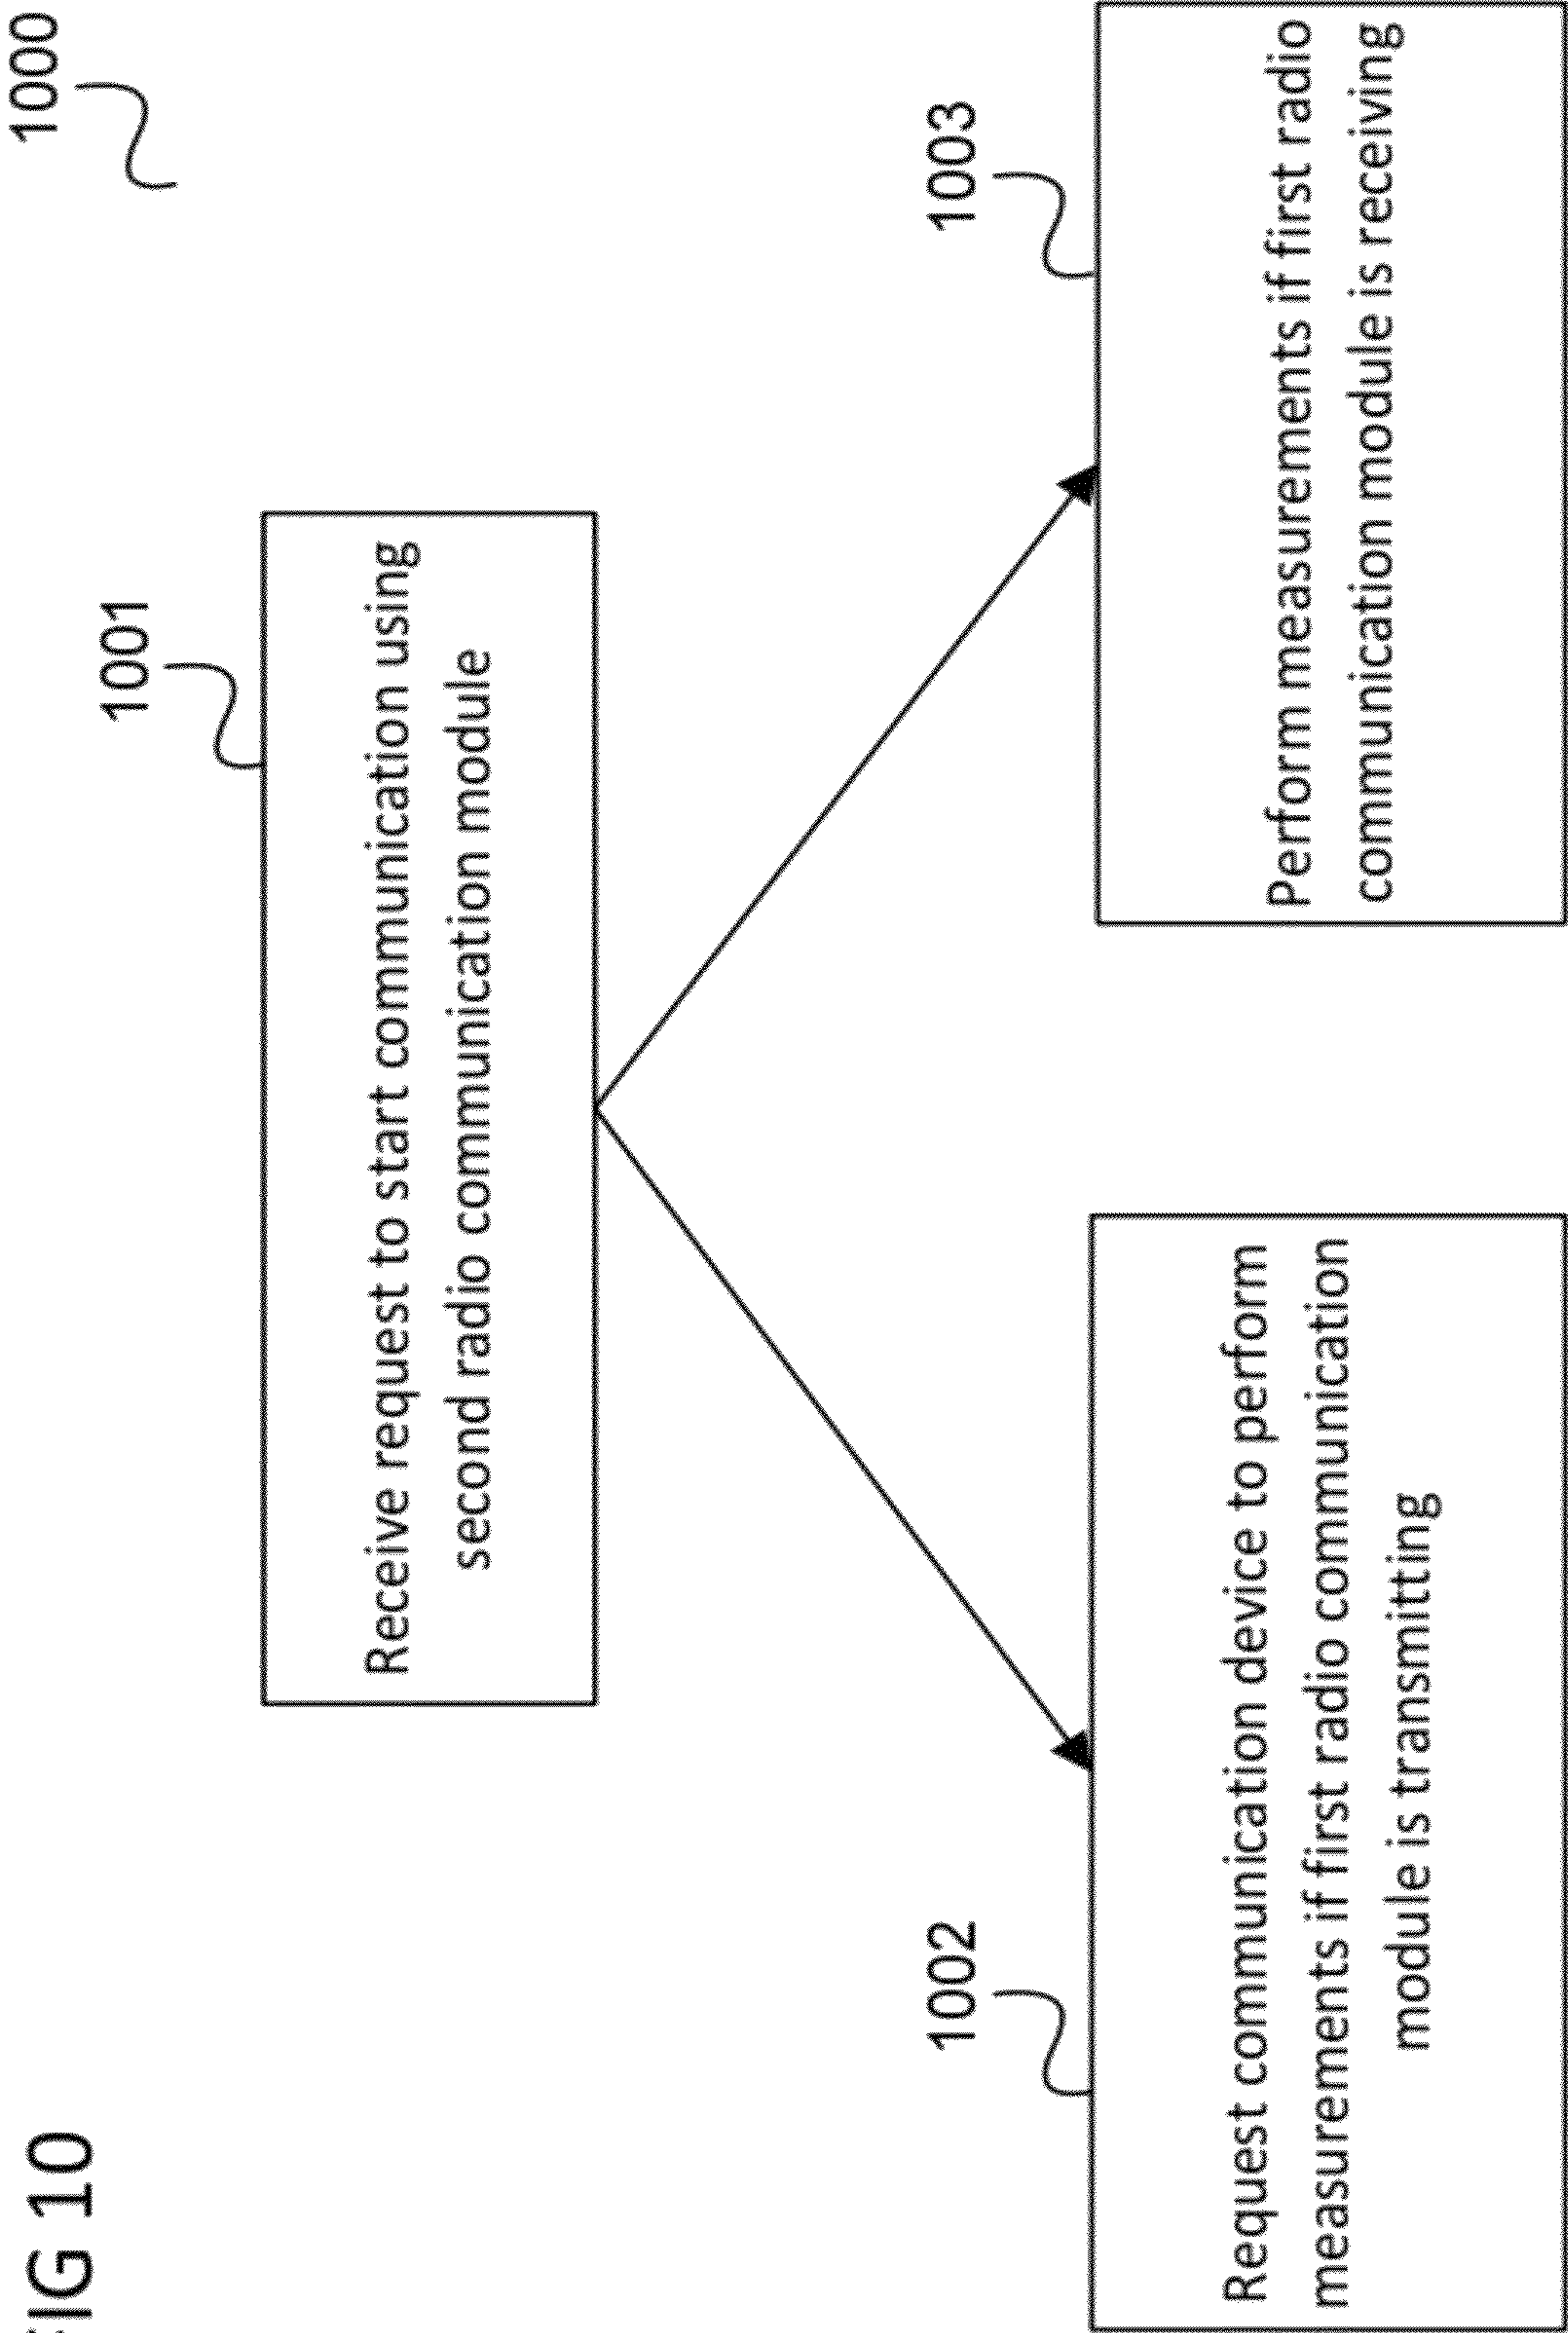 FIG 10
1000
1001
Receive request to start communication using
second radio communication module
1002
Request communication device to perform
measurements if first radio communication
module is transmitting
1003
Perform measurements if first radio
communication module is receiving